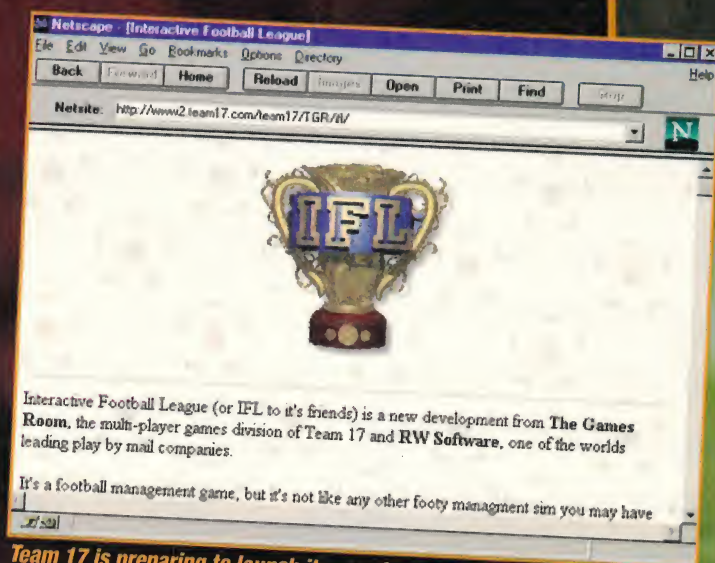 Netscape - [Interactive Football League]
File Edit View Go Bookmarks Options Directory
Help
Back Forward Home Reload Images Open Print Find Stop
Netsite: http://www2.team17.com/team17/TGR/ifl/
N
IFL
Interactive Football League (or IFL to it's friends) is a new development from The Games
Room, the multi-player games division of Team 17 and RW Software, one of the worlds
leading play by mail companies.
It's a football management game, but it's not like any other footy managment sim you may have
Team 17 is preparing to launch